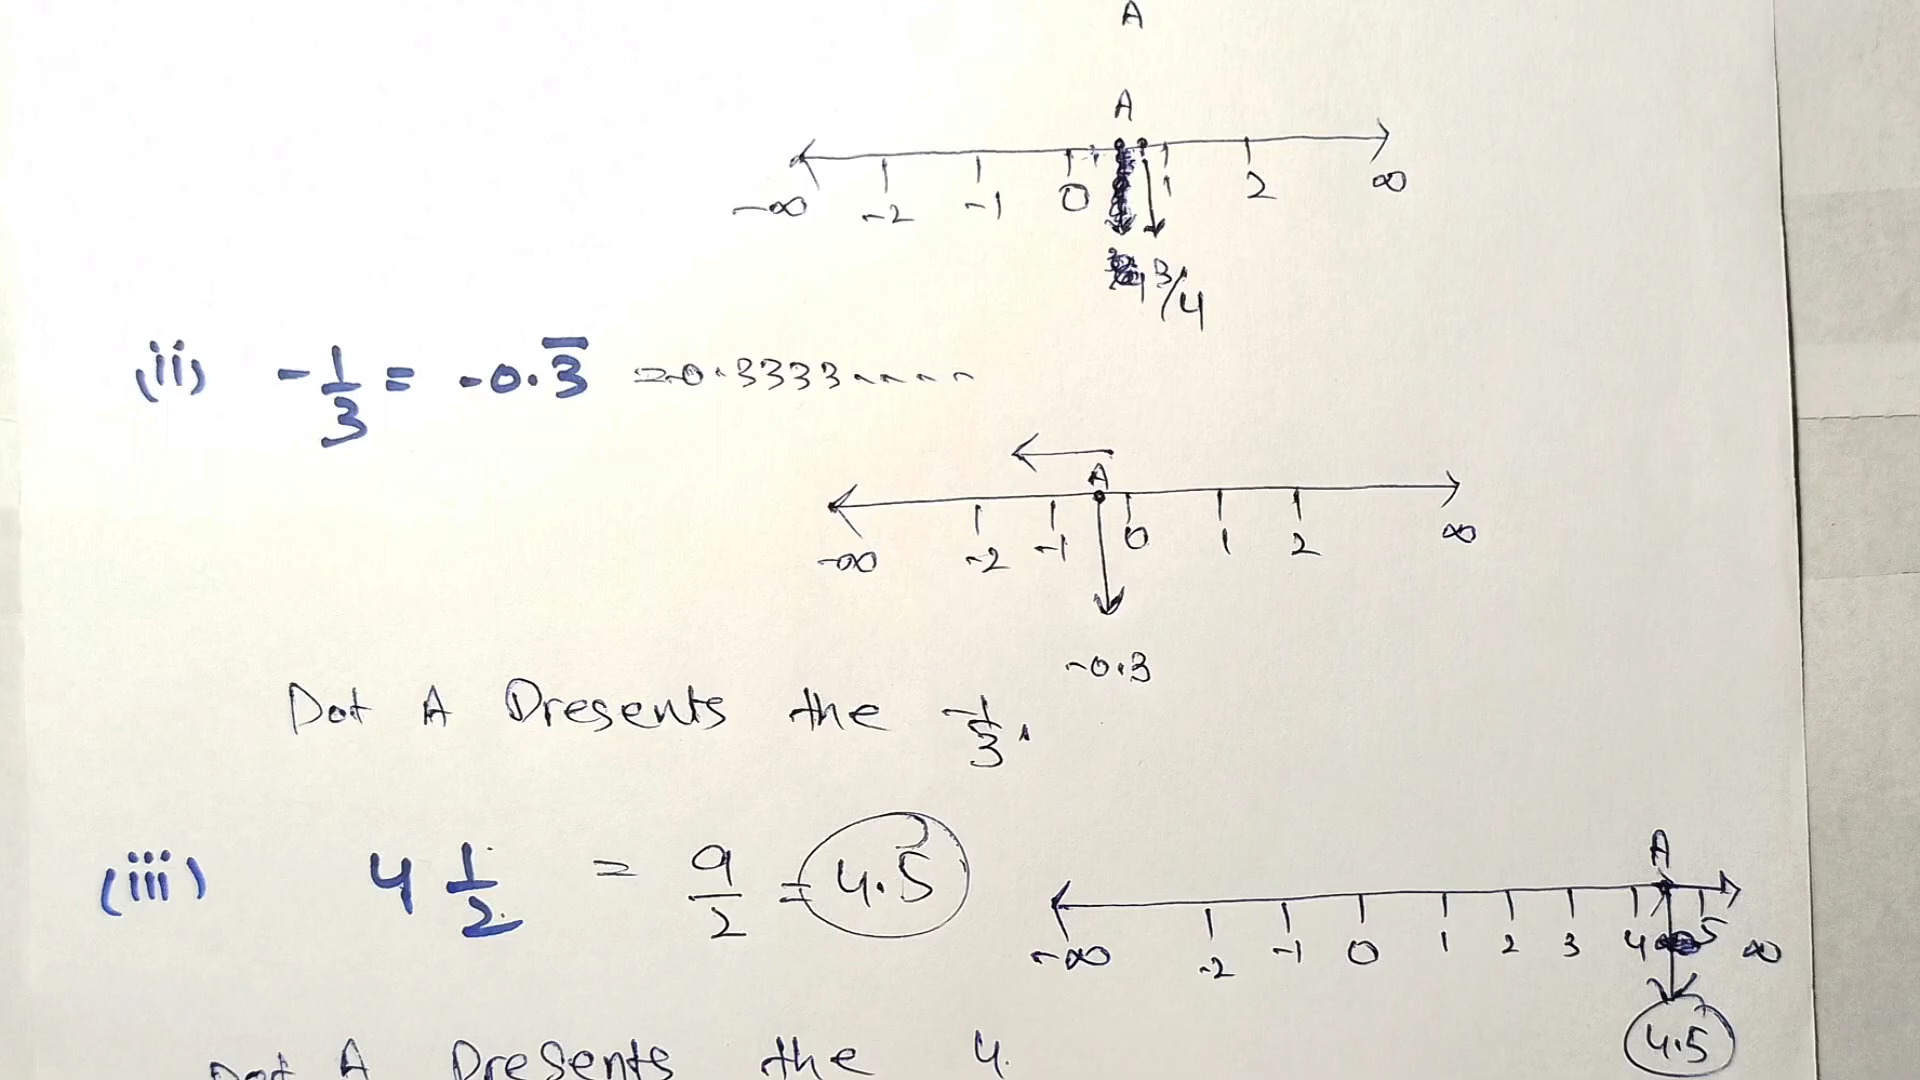 A
A
-∞ -2 -1 0 1 2 ∞
3/4
(ii) -1/3 = -0.3̅ = -0.3333....
A
-∞ -2 -1 0 1 2 ∞
-0.3
Dot A Presents the -1/3.
(iii) 4 1/2 = 9/2 = 4.5
A
-∞ -2 -1 0 1 2 3 4 5 ∞
4.5
Dot A Presents the 4.